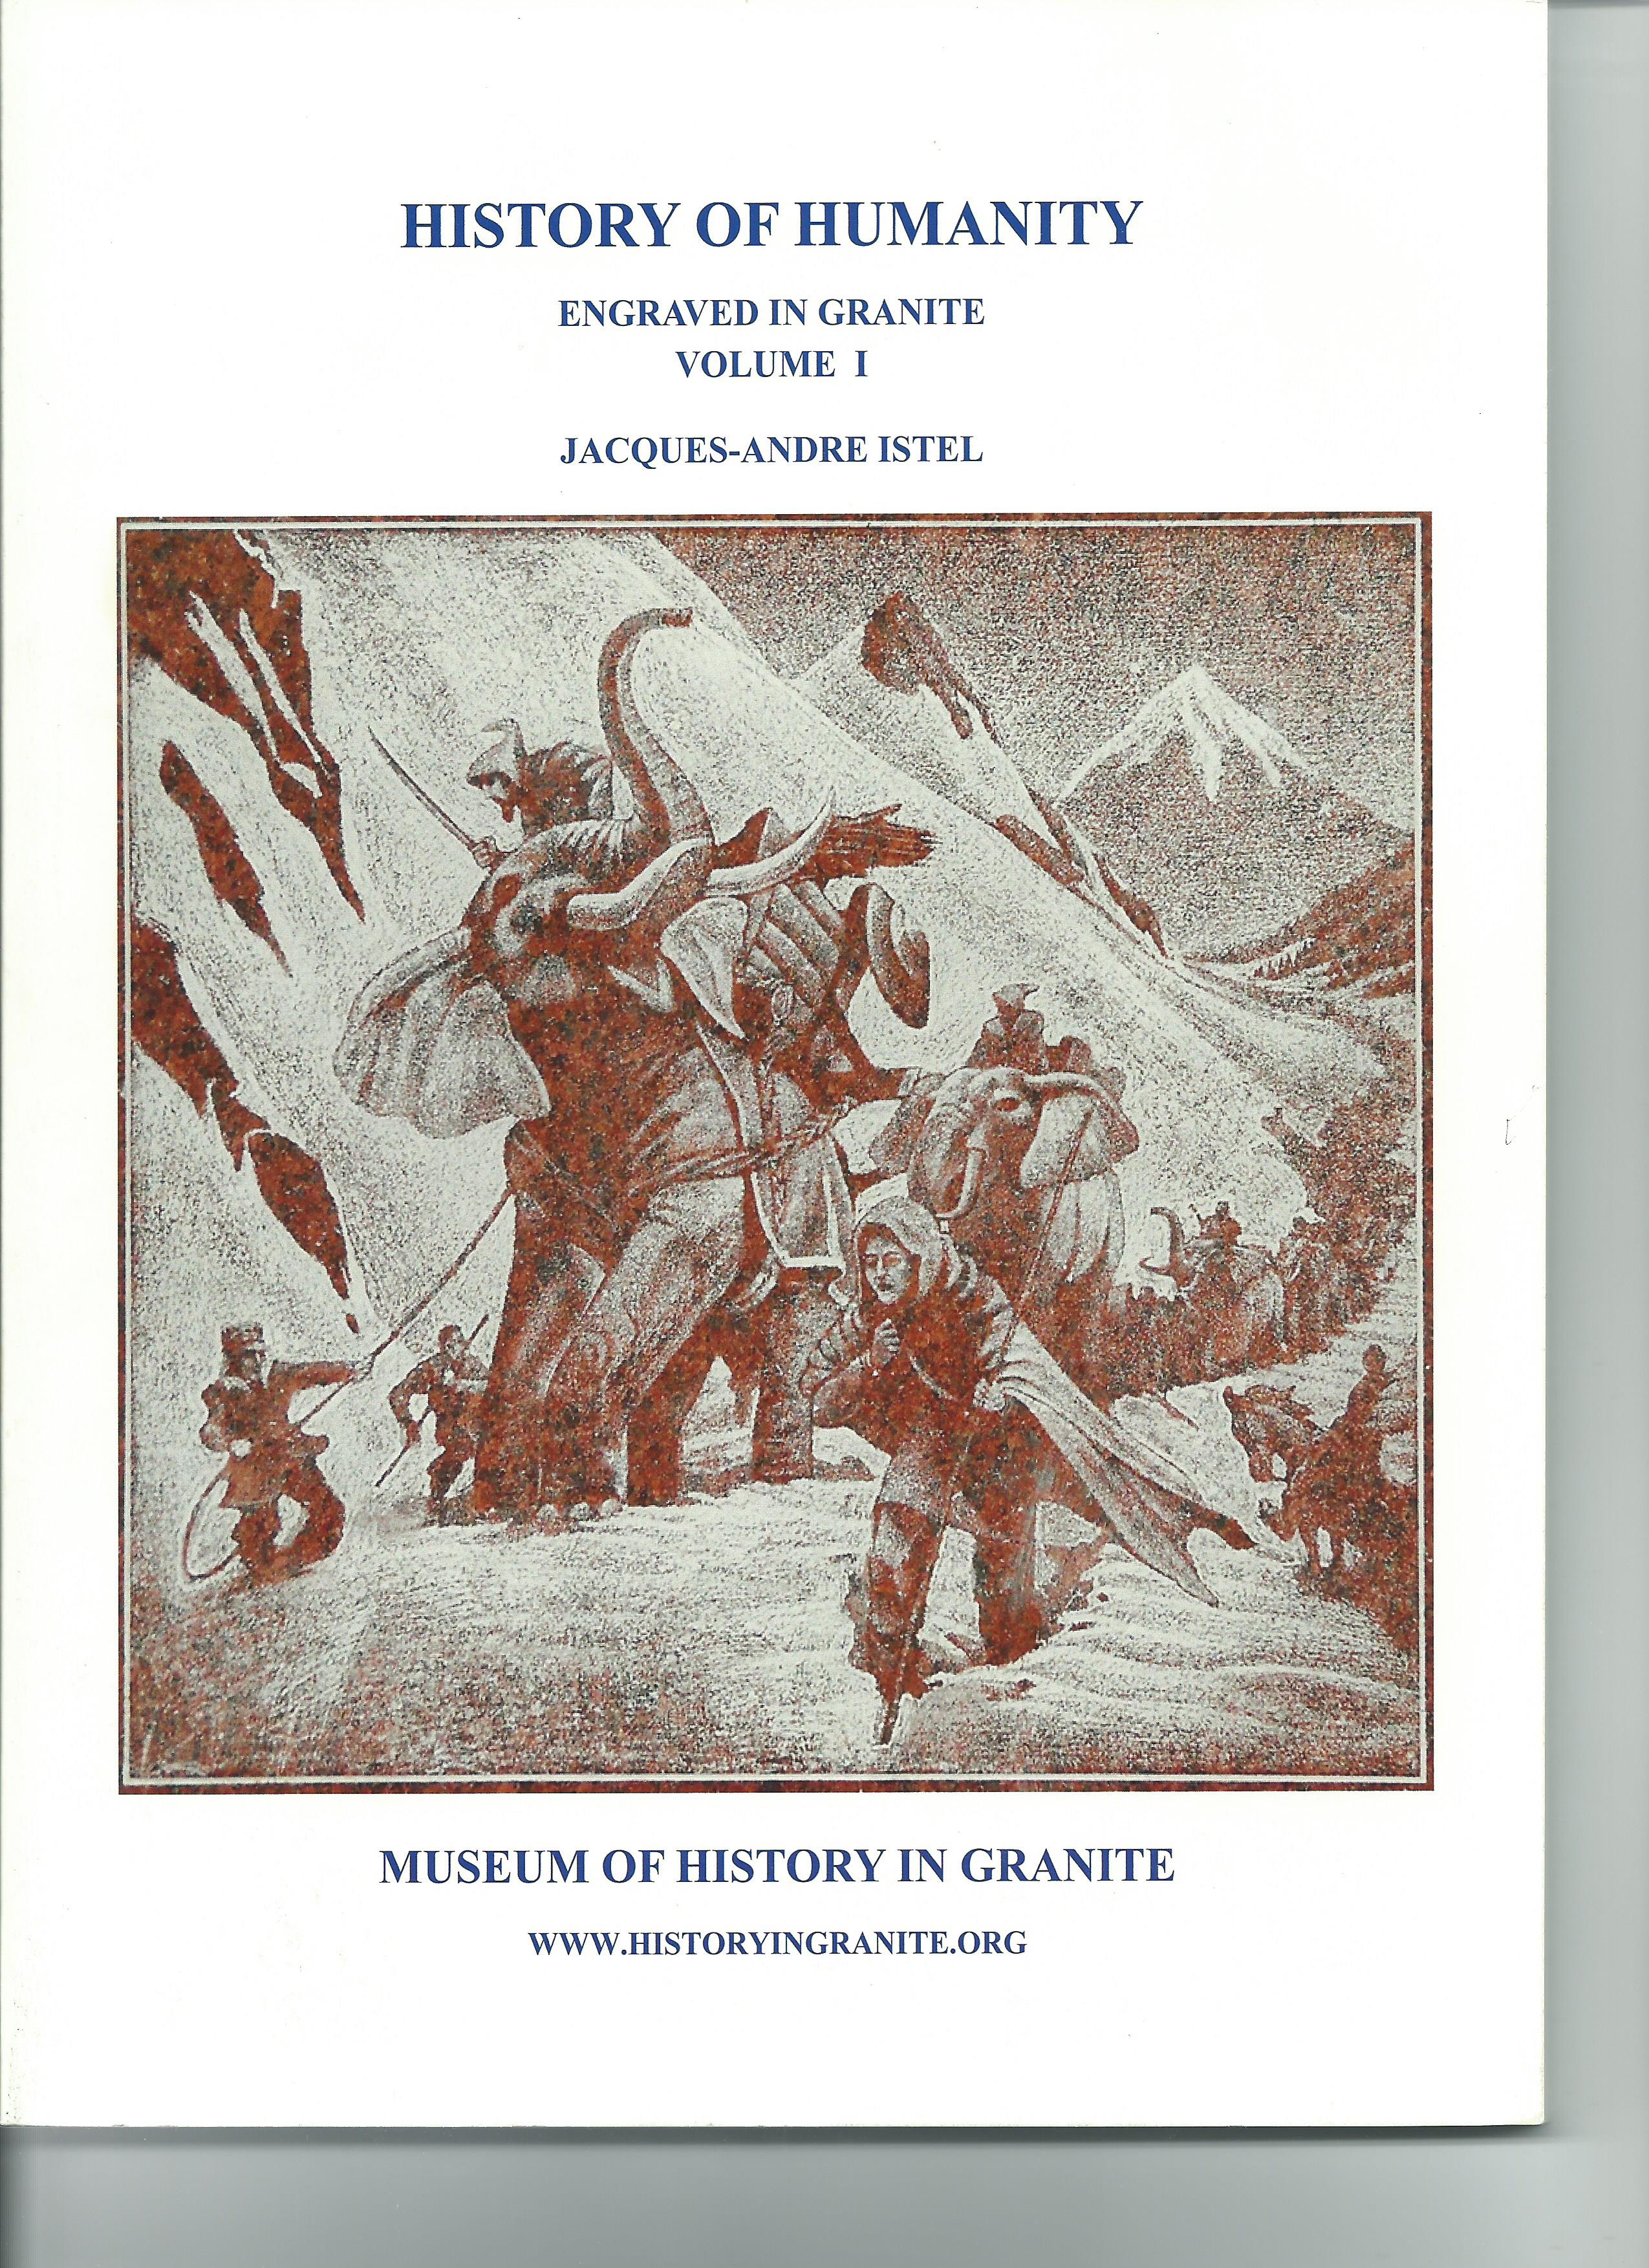 HISTORY OF HUMANITY
ENGRAVED IN GRANITE
VOLUME I
JACQUES-ANDRE ISTEL
MUSEUM OF HISTORY IN GRANITE
WWW.HISTORYINGRANITE.ORG